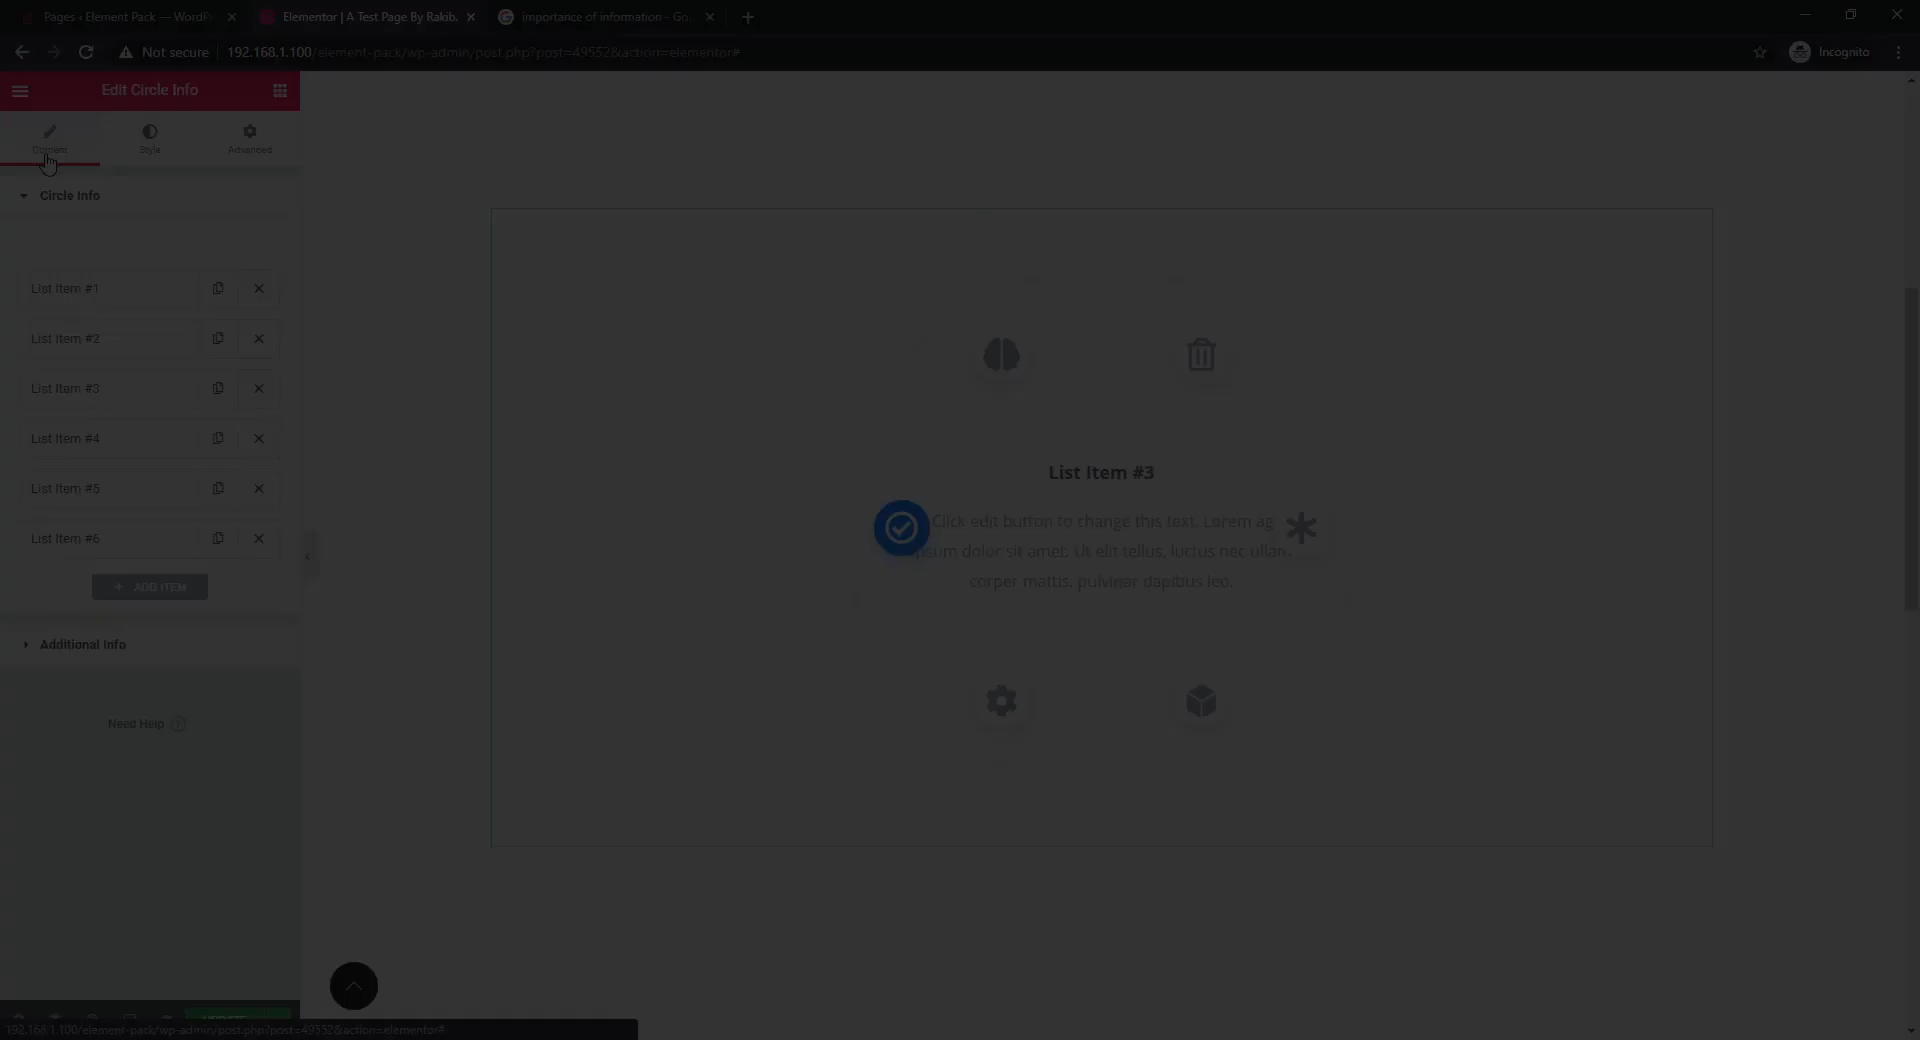 Pages ‹ Element Pack — WordP
Elementor | A Test Page By Rakib.
importance of information - Go
Not secure
192.168.1.100/element-pack/wp-admin/post.php?post=49552&action=elementor#
Incognito
Edit Circle Info
Content
Style
Advanced
Circle Info
List Item #1
List Item #2
List Item #3
List Item #4
List Item #5
List Item #6
+ ADD ITEM
Additional Info
Need Help ?
UPDATE
192.168.1.100/element-pack/wp-admin/post.php?post=49552&action=elementor#
List Item #3
Click edit button to change this text. Lorem ag
ipsum dolor sit amet. Ut elit tellus, luctus nec ullam
corper mattis, pulvinar dapibus leo.